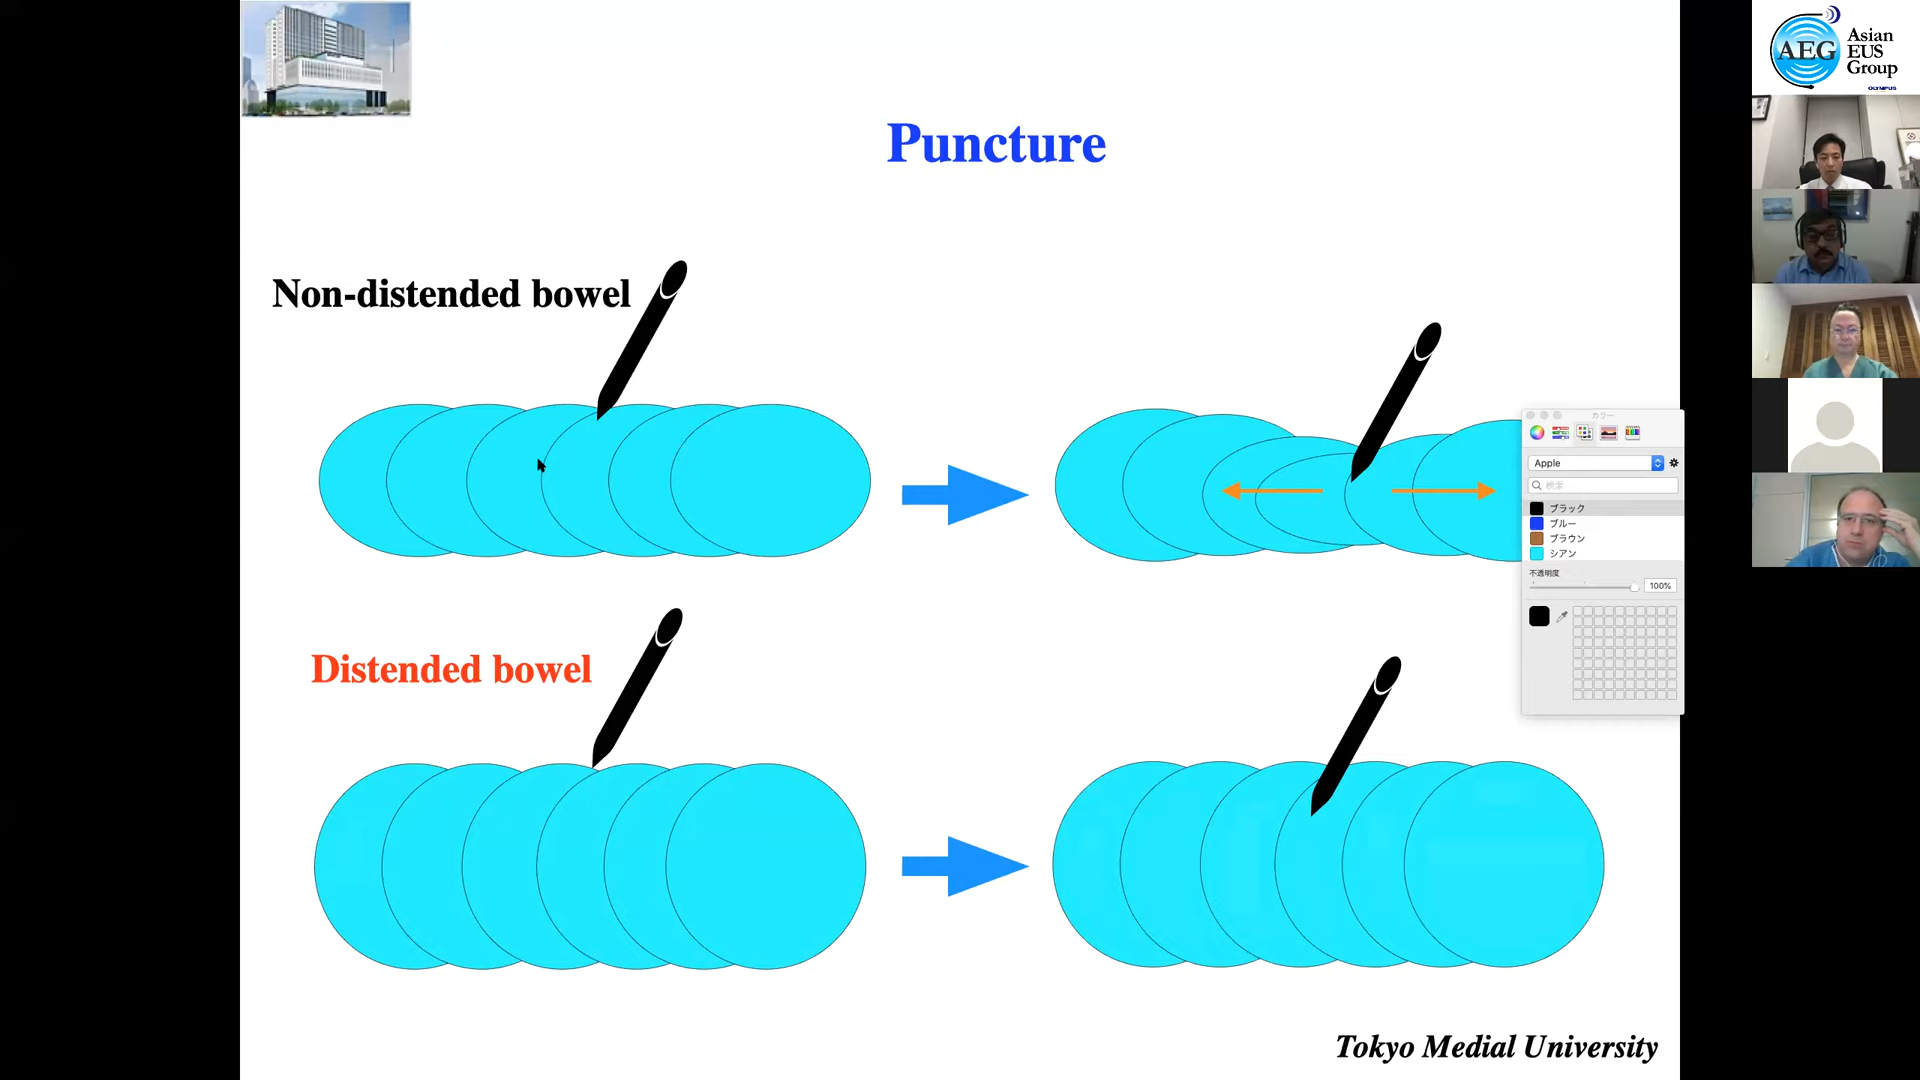 Puncture
Non-distended bowel
Distended bowel
Tokyo Medial University
カラー
Apple
検索
ブラック
ブルー
ブラウン
シアン
不透明度
100%
AEG
Asian
EUS
Group
OLYMPUS